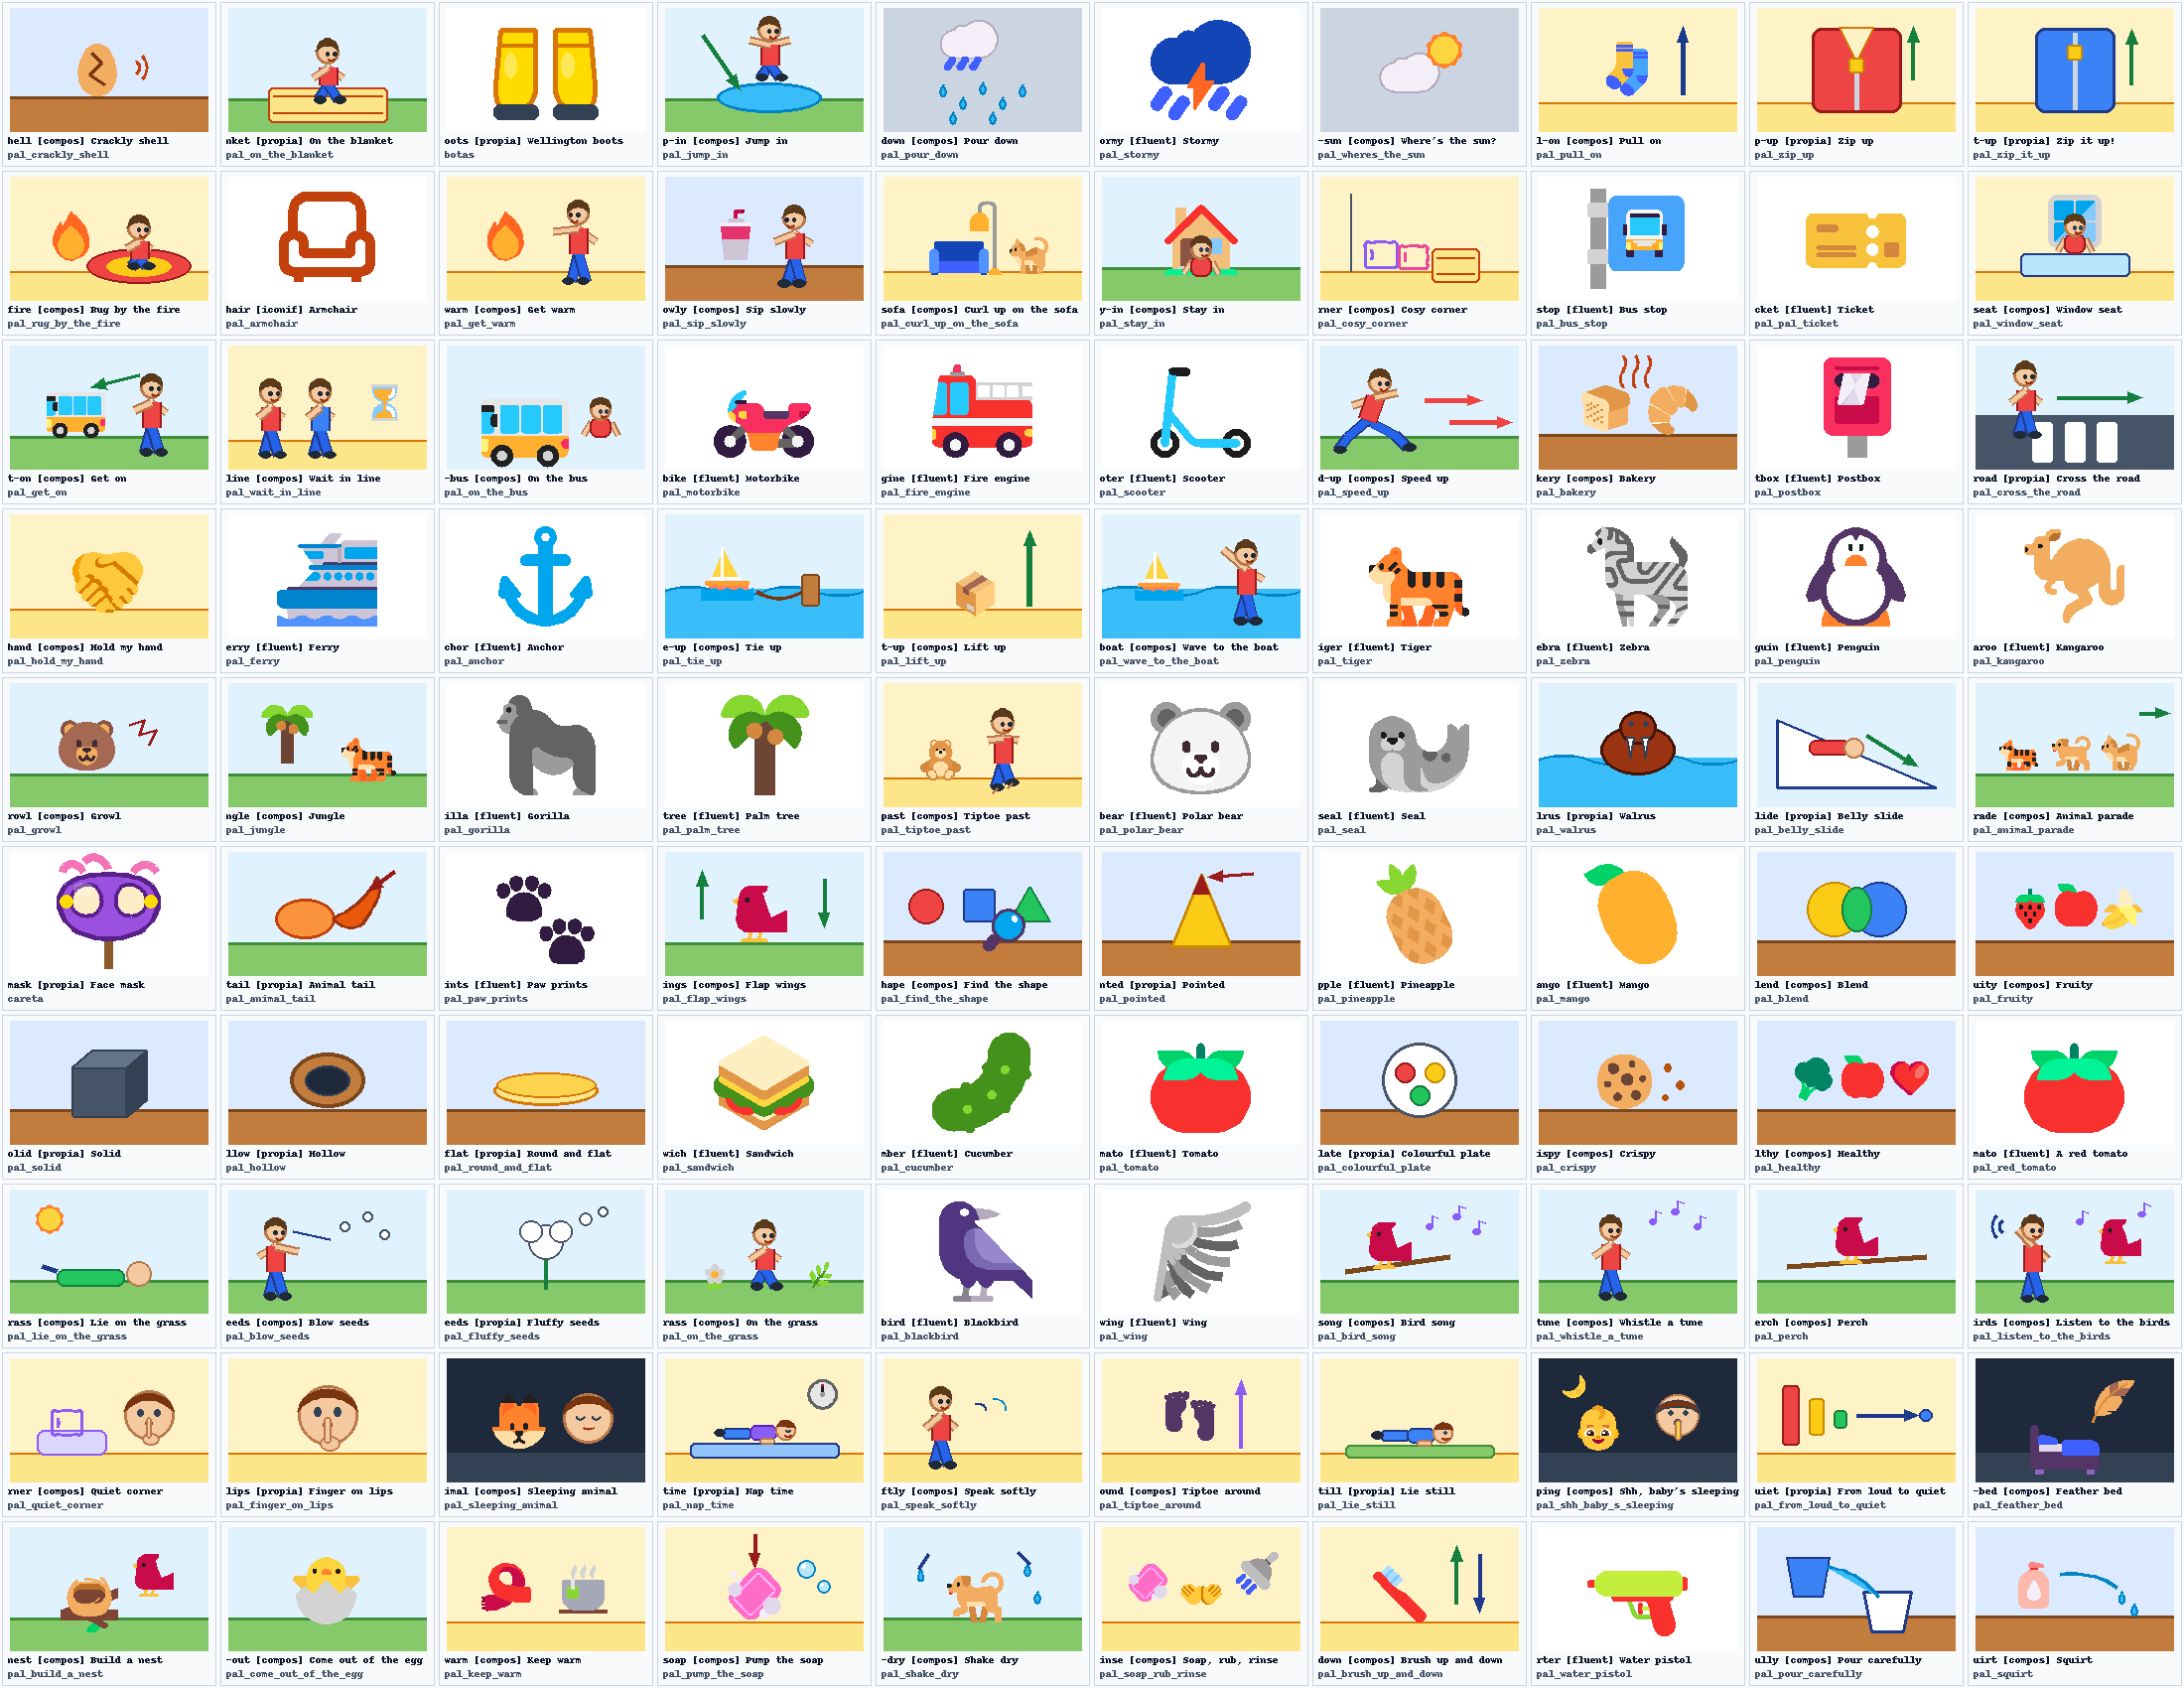 hell [compos] Crackly shell
pal_crackly_shell
nket [propia] On the blanket
pal_on_the_blanket
oots [propia] Wellington boots
botas
p-in [compos] Jump in
pal_jump_in
down [compos] Pour down
pal_pour_down
ormy [fluent] Stormy
pal_stormy
-sun [compos] Where's the sun?
pal_wheres_the_sun
l-on [compos] Pull on
pal_pull_on
p-up [propia] Zip up
pal_zip_up
t-up [propia] Zip it up!
pal_zip_it_up
fire [compos] Rug by the fire
pal_rug_by_the_fire
hair [iconif] Armchair
pal_armchair
warm [compos] Get warm
pal_get_warm
owly [compos] Sip slowly
pal_sip_slowly
sofa [compos] Curl up on the sofa
pal_curl_up_on_the_sofa
y-in [compos] Stay in
pal_stay_in
rner [compos] Cosy corner
pal_cosy_corner
stop [fluent] Bus stop
pal_bus_stop
cket [fluent] Ticket
pal_pal_ticket
seat [compos] Window seat
pal_window_seat
t-on [compos] Get on
pal_get_on
line [compos] Wait in line
pal_wait_in_line
-bus [compos] On the bus
pal_on_the_bus
bike [fluent] Motorbike
pal_motorbike
gine [fluent] Fire engine
pal_fire_engine
oter [fluent] Scooter
pal_scooter
d-up [compos] Speed up
pal_speed_up
kery [compos] Bakery
pal_bakery
tbox [fluent] Postbox
pal_postbox
road [propia] Cross the road
pal_cross_the_road
hand [compos] Hold my hand
pal_hold_my_hand
erry [fluent] Ferry
pal_ferry
chor [fluent] Anchor
pal_anchor
e-up [compos] Tie up
pal_tie_up
t-up [compos] Lift up
pal_lift_up
boat [compos] Wave to the boat
pal_wave_to_the_boat
iger [fluent] Tiger
pal_tiger
ebra [fluent] Zebra
pal_zebra
guin [fluent] Penguin
pal_penguin
aroo [fluent] Kangaroo
pal_kangaroo
rowl [compos] Growl
pal_growl
ngle [compos] Jungle
pal_jungle
illa [fluent] Gorilla
pal_gorilla
tree [fluent] Palm tree
pal_palm_tree
past [compos] Tiptoe past
pal_tiptoe_past
bear [fluent] Polar bear
pal_polar_bear
seal [fluent] Seal
pal_seal
lrus [propia] Walrus
pal_walrus
lide [propia] Belly slide
pal_belly_slide
rade [compos] Animal parade
pal_animal_parade
mask [propia] Face mask
careta
tail [propia] Animal tail
pal_animal_tail
ints [fluent] Paw prints
pal_paw_prints
ings [compos] Flap wings
pal_flap_wings
hape [compos] Find the shape
pal_find_the_shape
nted [propia] Pointed
pal_pointed
pple [fluent] Pineapple
pal_pineapple
ango [fluent] Mango
pal_mango
lend [compos] Blend
pal_blend
uity [compos] Fruity
pal_fruity
olid [propia] Solid
pal_solid
llow [propia] Hollow
pal_hollow
flat [propia] Round and flat
pal_round_and_flat
wich [fluent] Sandwich
pal_sandwich
mber [fluent] Cucumber
pal_cucumber
mato [fluent] Tomato
pal_tomato
late [propia] Colourful plate
pal_colourful_plate
ispy [compos] Crispy
pal_crispy
lthy [compos] Healthy
pal_healthy
mato [fluent] A red tomato
pal_red_tomato
rass [compos] Lie on the grass
pal_lie_on_the_grass
eeds [compos] Blow seeds
pal_blow_seeds
eeds [propia] Fluffy seeds
pal_fluffy_seeds
rass [compos] On the grass
pal_on_the_grass
bird [fluent] Blackbird
pal_blackbird
wing [fluent] Wing
pal_wing
song [compos] Bird song
pal_bird_song
tune [compos] Whistle a tune
pal_whistle_a_tune
erch [compos] Perch
pal_perch
irds [compos] Listen to the birds
pal_listen_to_the_birds
rner [compos] Quiet corner
pal_quiet_corner
lips [propia] Finger on lips
pal_finger_on_lips
imal [compos] Sleeping animal
pal_sleeping_animal
time [propia] Nap time
pal_nap_time
ftly [compos] Speak softly
pal_speak_softly
ound [compos] Tiptoe around
pal_tiptoe_around
till [propia] Lie still
pal_lie_still
ping [compos] Shh, baby's sleeping
pal_shh_baby_s_sleeping
uiet [propia] From loud to quiet
pal_from_loud_to_quiet
-bed [compos] Feather bed
pal_feather_bed
nest [compos] Build a nest
pal_build_a_nest
-out [compos] Come out of the egg
pal_come_out_of_the_egg
warm [compos] Keep warm
pal_keep_warm
soap [compos] Pump the soap
pal_pump_the_soap
-dry [compos] Shake dry
pal_shake_dry
inse [compos] Soap, rub, rinse
pal_soap_rub_rinse
down [compos] Brush up and down
pal_brush_up_and_down
rter [fluent] Water pistol
pal_water_pistol
ully [compos] Pour carefully
pal_pour_carefully
uirt [compos] Squirt
pal_squirt